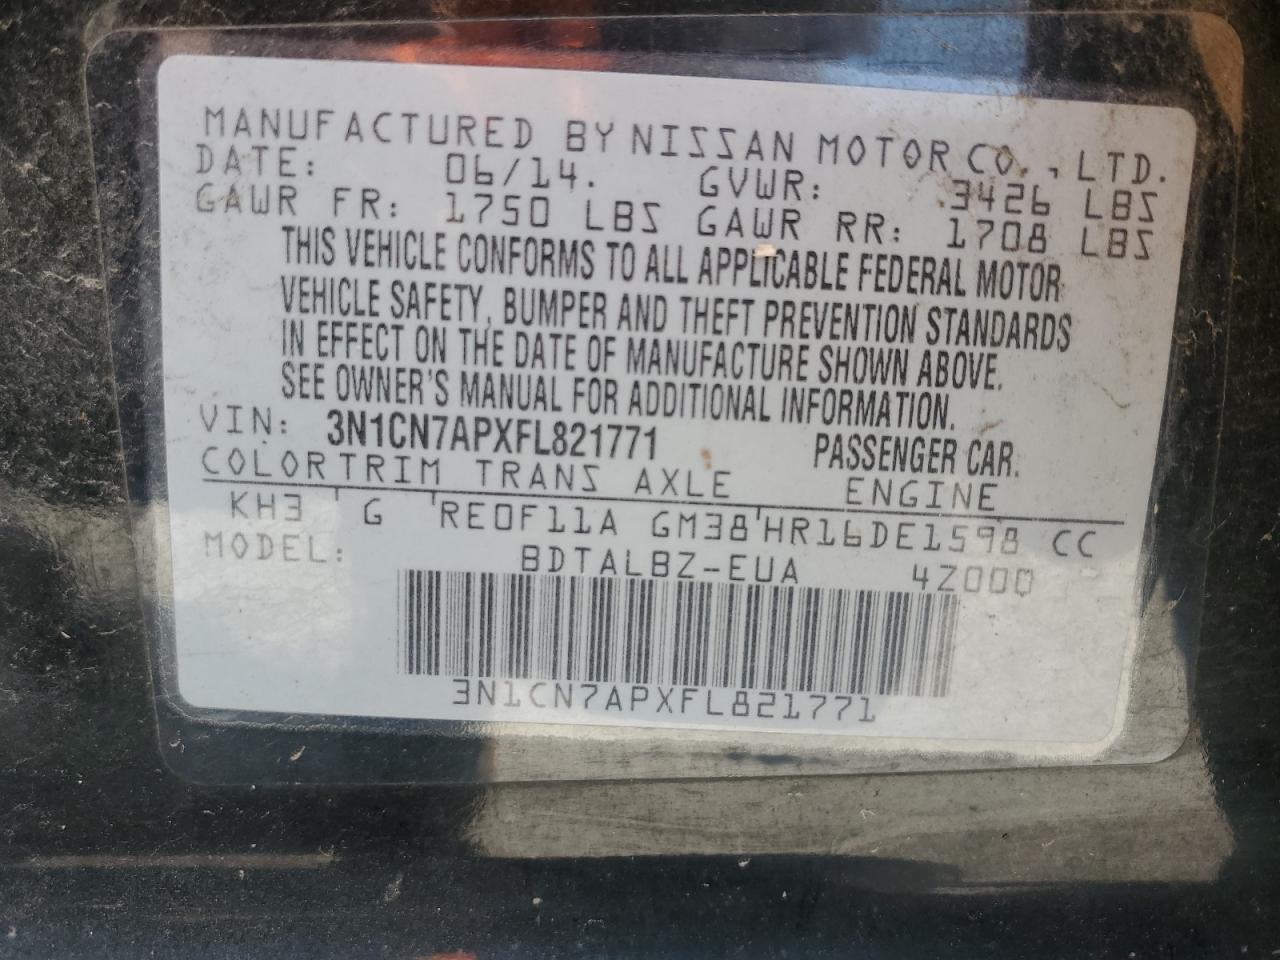 MANUFACTURED BY NISSAN MOTOR CO., LTD.
DATE: 06/14. GVWR: 3426 LBS
GAWR FR: 1750 LBS GAWR RR: 1708 LBS
THIS VEHICLE CONFORMS TO ALL APPLICABLE FEDERAL MOTOR
VEHICLE SAFETY, BUMPER AND THEFT PREVENTION STANDARDS
IN EFFECT ON THE DATE OF MANUFACTURE SHOWN ABOVE.
SEE OWNER'S MANUAL FOR ADDITIONAL INFORMATION.
VIN: 3N1CN7APXFL821771 PASSENGER CAR.
COLORTRIM TRANS AXLE ENGINE
KH3 G RE0F11A GM38 HR16DE1598 CC
MODEL: BDTALBZ-EUA 4Z000
3N1CN7APXFL821771